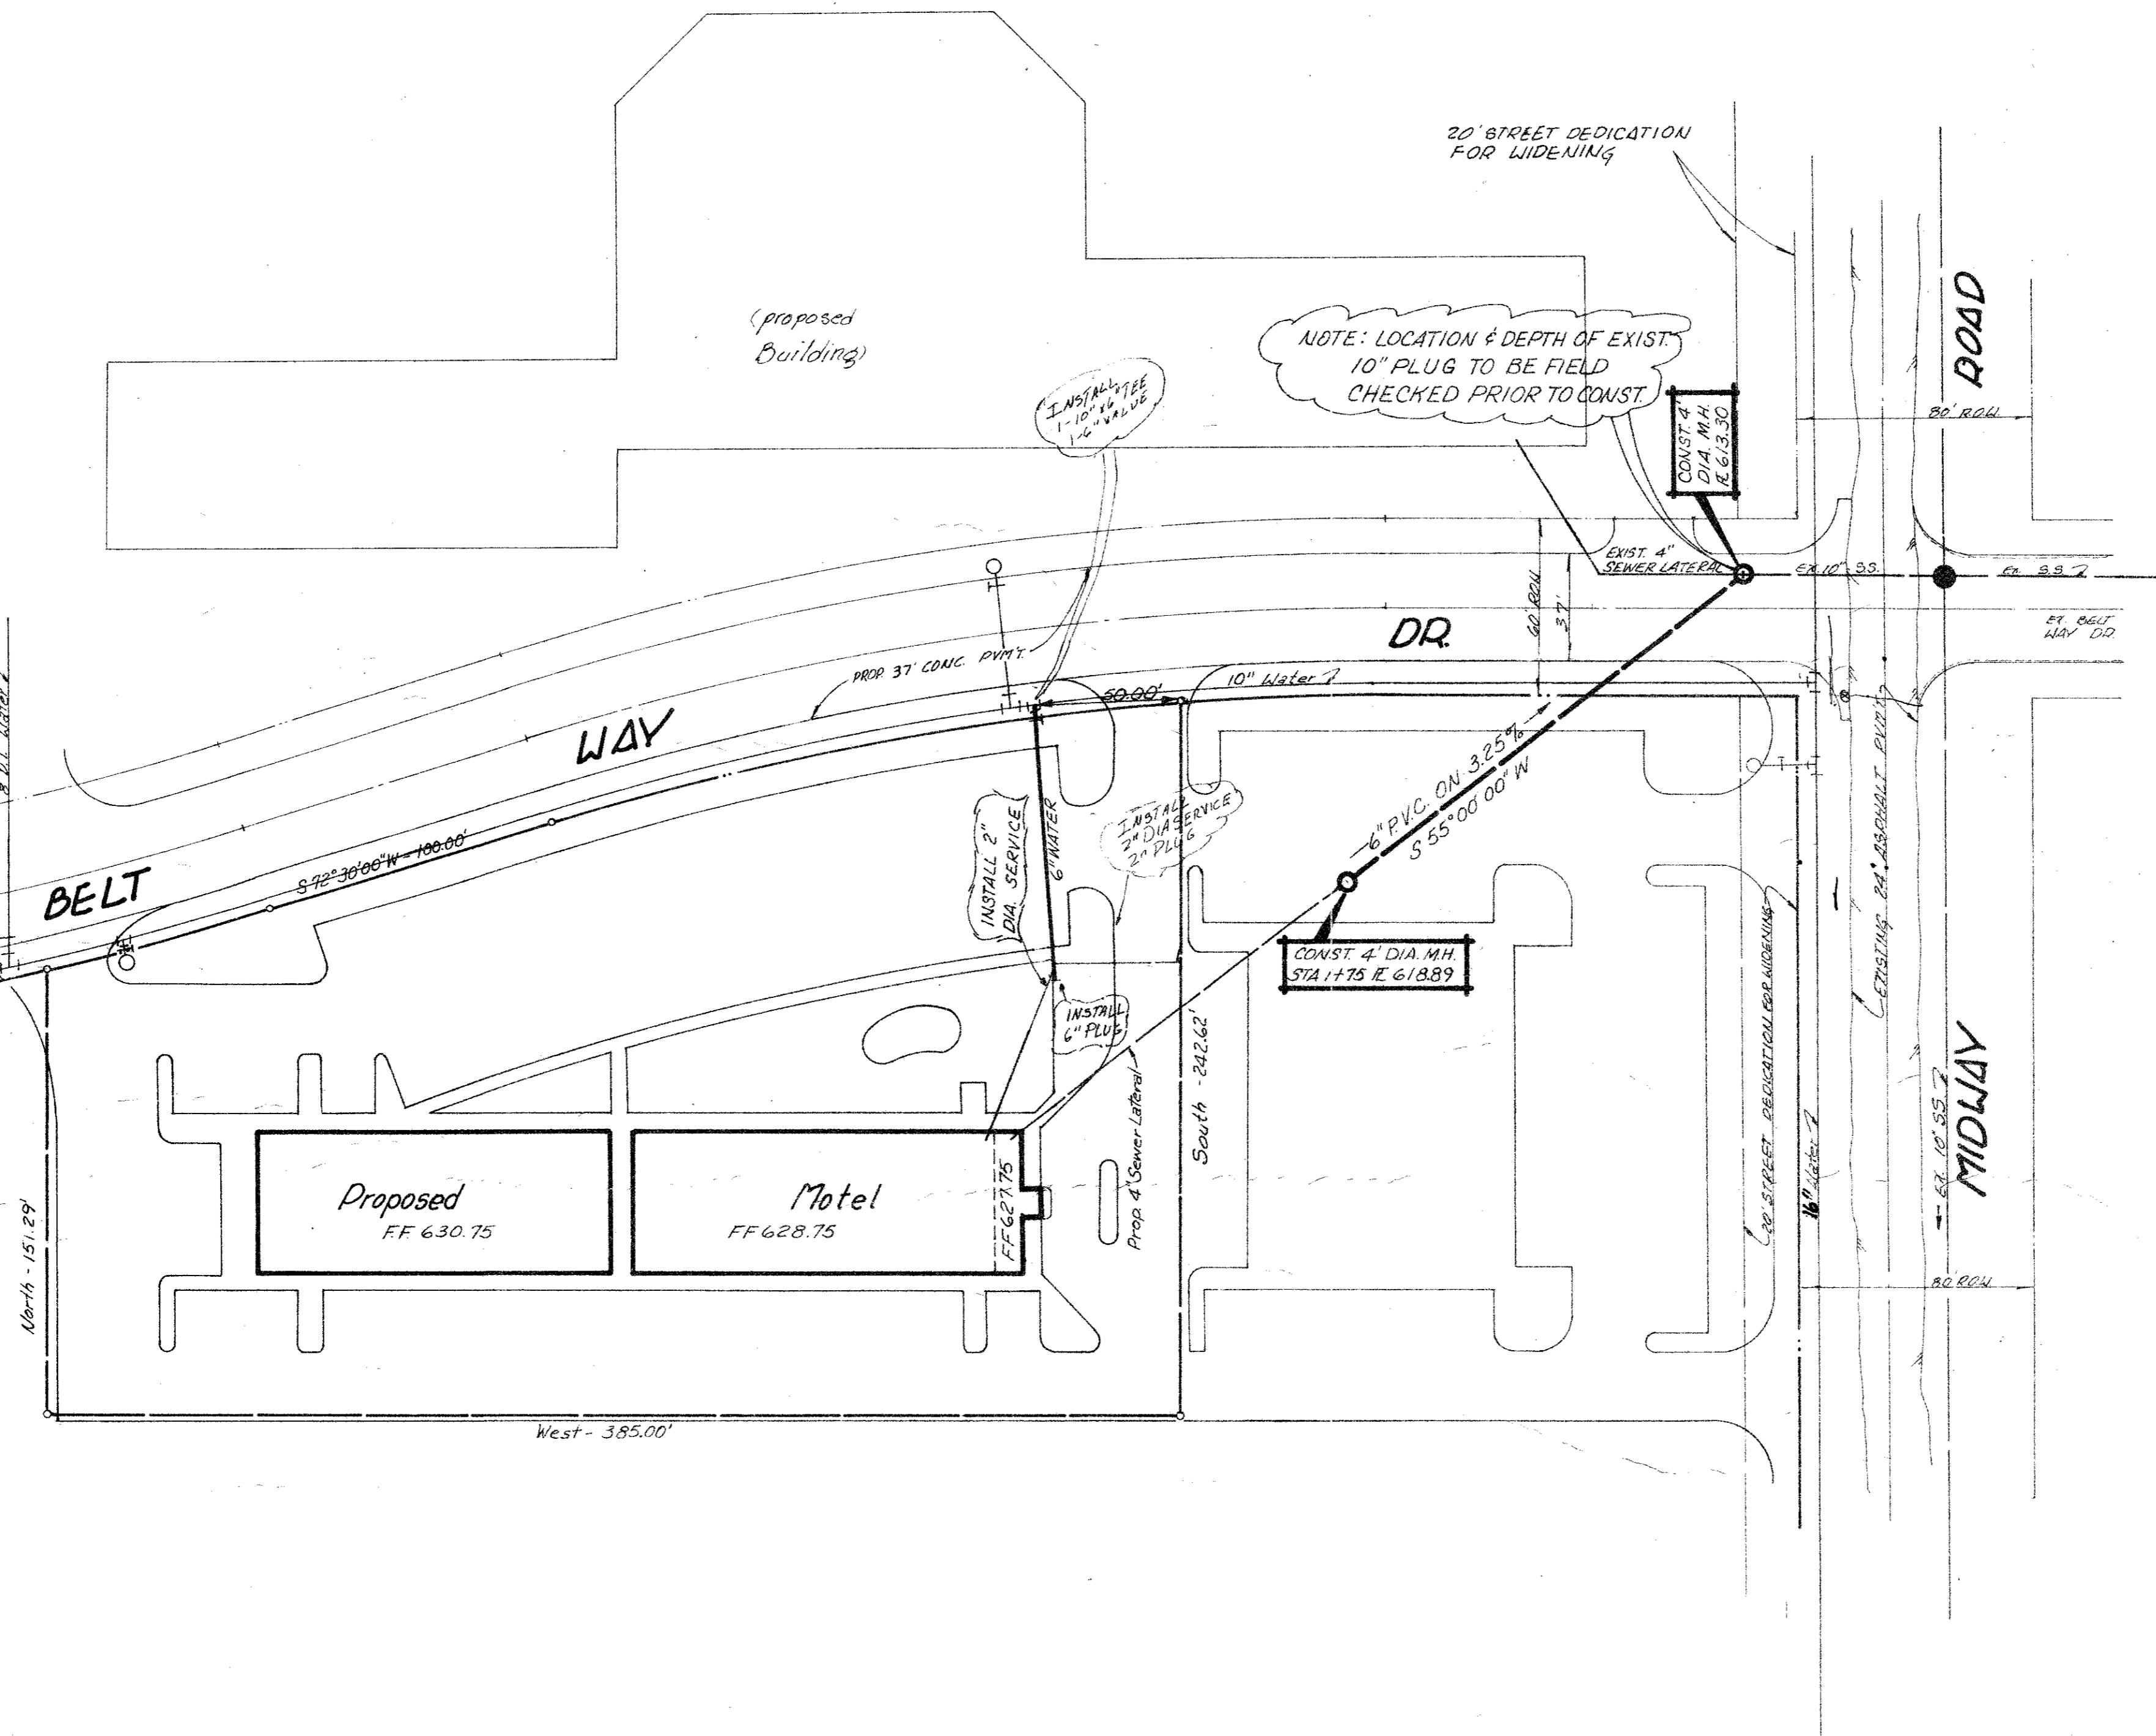 20' STREET DEDICATION
FOR WIDENING
(proposed
Building)
NOTE: LOCATION & DEPTH OF EXIST.
10" PLUG TO BE FIELD
CHECKED PRIOR TO CONST.
INSTALL
1-10"x6" TEE
1-6" VALVE
CONST. 4'
DIA. M.H.
FL 613.30
ROAD
80' ROW
EXIST. 4"
SEWER LATERAL
EX. 10" S.S.
EX. S.S.
EX. BELT
WAY DR.
60' ROW
37'
DR.
PROP. 37' CONC. PVM'T.
10" Water
50.00'
WAY
8" D.I. Water
BELT
S 72°30'00"W - 100.00'
INSTALL 2"
DIA. SERVICE
6" WATER
INSTALL
2" DIA SERVICE
2" PLUG
6" P.V.C. ON 3.25%
S 55°00'00" W
CONST. 4' DIA. M.H.
STA 1+75 FL 618.89
INSTALL
6" PLUG
Prop. 4" Sewer Lateral
South - 242.62'
20' STREET DEDICATION FOR WIDENING
16" Water
EXISTING 24' ASPHALT PVM'T.
EX. 10" S.S.
MIDWAY
80' ROW
North - 151.29'
Proposed
F.F. 630.75
Motel
FF 628.75
FF 627.75
West - 385.00'